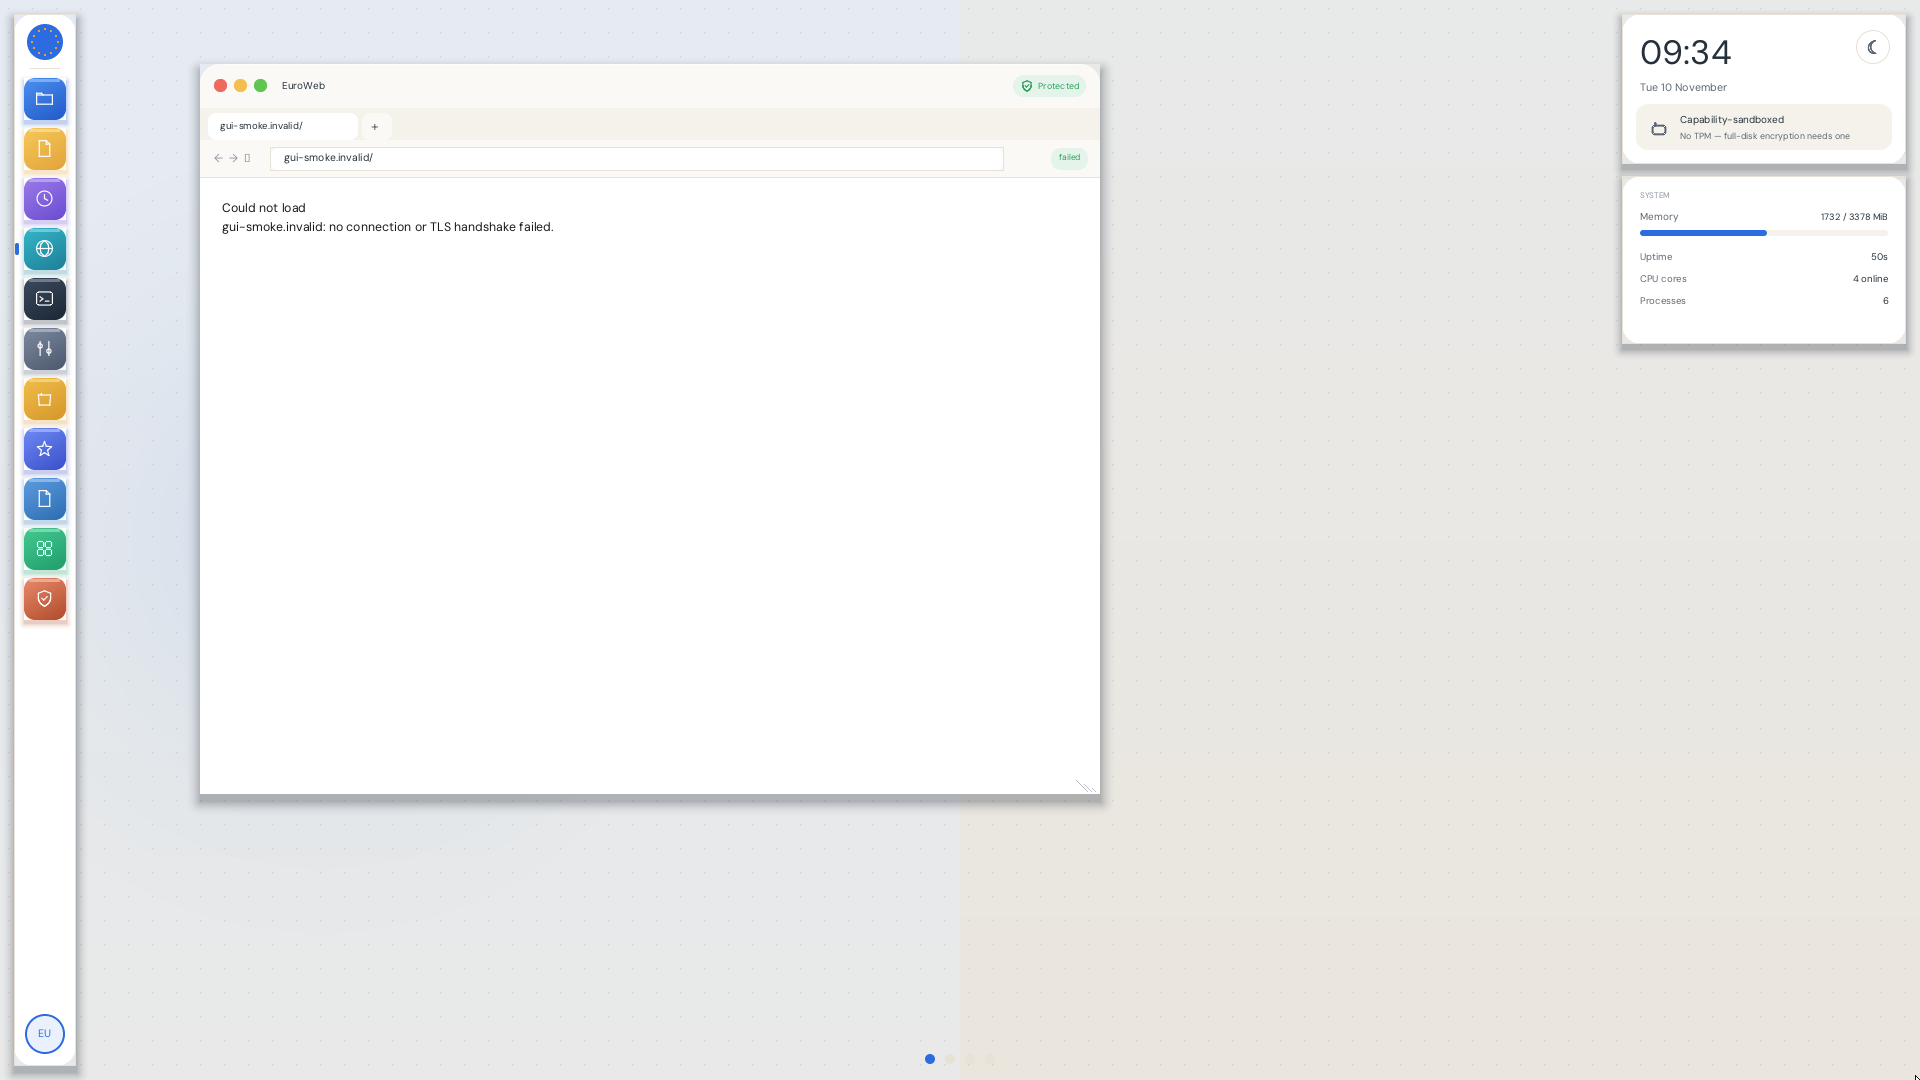 EuroWeb
Protected
gui-smoke.invalid/
+
gui-smoke.invalid/
failed
Could not load
gui-smoke.invalid: no connection or TLS handshake failed.
09:34
Tue 10 November
Capability-sandboxed
No TPM — full-disk encryption needs one
SYSTEM
Memory 1732 / 3378 MiB
Uptime 50s
CPU cores 4 online
Processes 6
EU